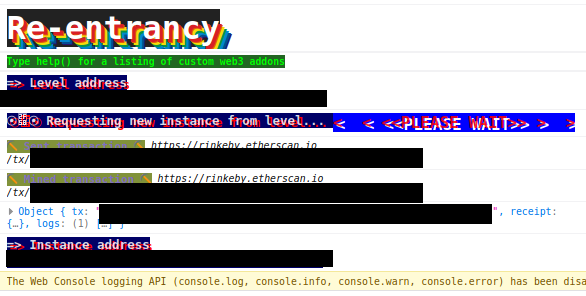 Re-entrancy
Type help() for a listing of custom web3 addons
=> Level address
Requesting new instance from level... < < <<PLEASE WAIT>> > >
https://rinkeby.etherscan.io
/tx/
https://rinkeby.etherscan.io
/tx/
Object { tx: " ", receipt:
{…}, logs: (1) […] }
=> Instance address
The Web Console logging API (console.log, console.info, console.warn, console.error) has been disa